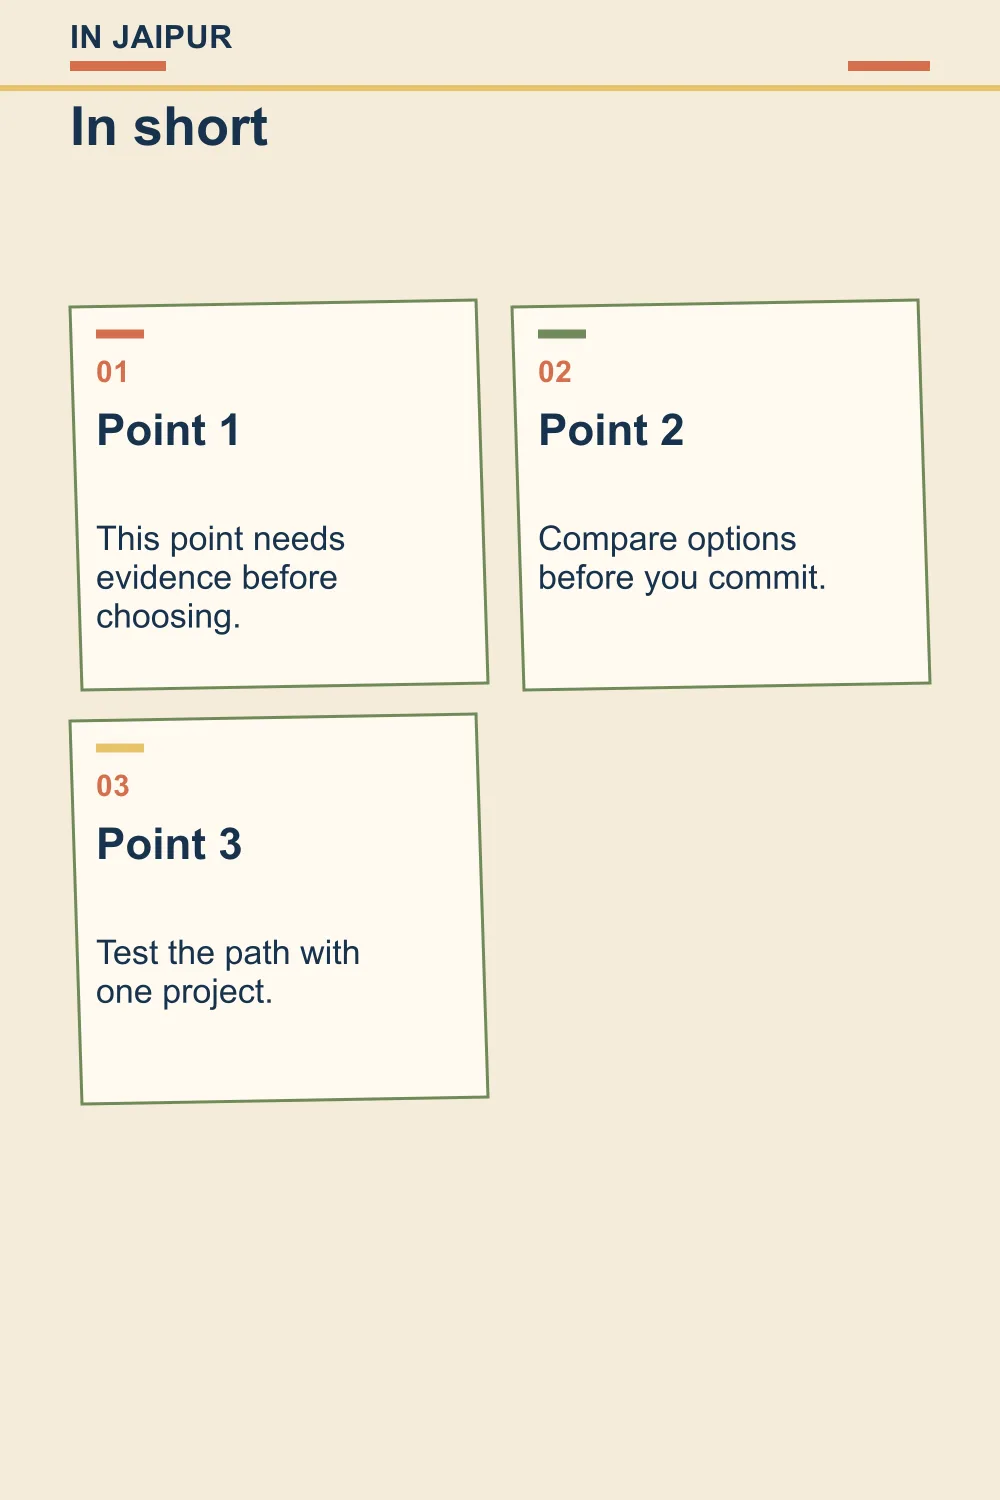 IN JAIPUR
In short
01
Point 1
This point needs
evidence before
choosing.
02
Point 2
Compare options
before you commit.
03
Point 3
Test the path with
one project.